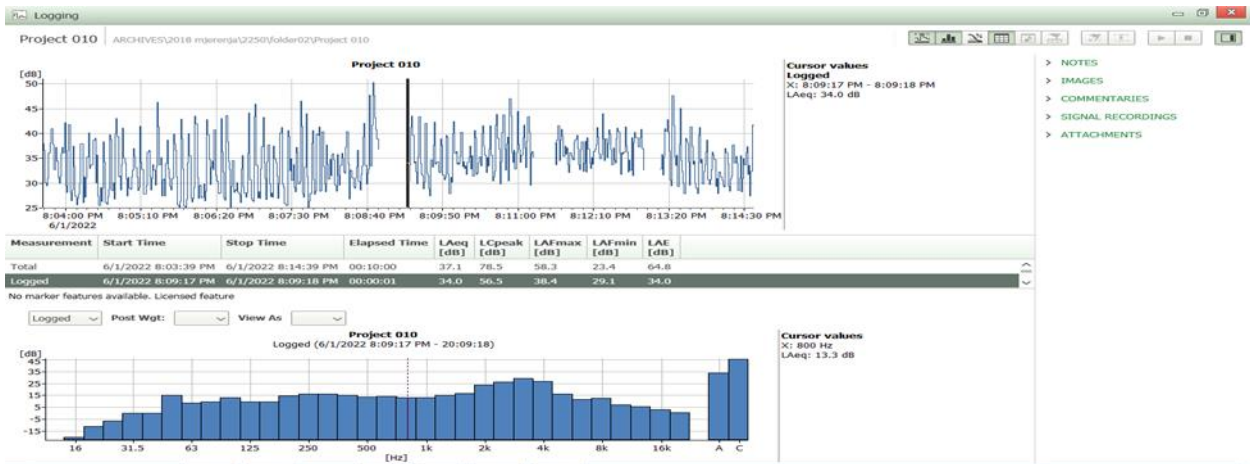 Logging
Project 010 ARCHIVES\2018 mjerenja\2250\folder02\Project 010
Project 010
[dB]
50
45
40
35
30
25
8:04:00 PM 8:05:10 PM 8:06:20 PM 8:07:30 PM 8:08:40 PM 8:09:50 PM 8:11:00 PM 8:12:10 PM 8:13:20 PM 8:14:30 PM
6/1/2022
Cursor values
Logged
X: 8:09:17 PM - 8:09:18 PM
LAeq: 34.0 dB
> NOTES
> IMAGES
> COMMENTARIES
> SIGNAL RECORDINGS
> ATTACHMENTS
Measurement Start Time Stop Time Elapsed Time LAeq [dB] LCpeak [dB] LAFmax [dB] LAFmin [dB] LAE [dB]
Total 6/1/2022 8:03:39 PM 6/1/2022 8:14:39 PM 00:10:00 37.1 78.5 58.3 23.4 64.8
Logged 6/1/2022 8:09:17 PM 6/1/2022 8:09:18 PM 00:00:01 34.0 56.5 38.4 29.1 34.0
No marker features available. Licensed feature
Logged Post Wgt: View As
Project 010
Logged (6/1/2022 8:09:17 PM - 20:09:18)
[dB]
45
35
25
15
5
-5
-15
16 31.5 63 125 250 500 1k 2k 4k 8k 16k A C
[Hz]
Cursor values
X: 800 Hz
LAeq: 13.3 dB